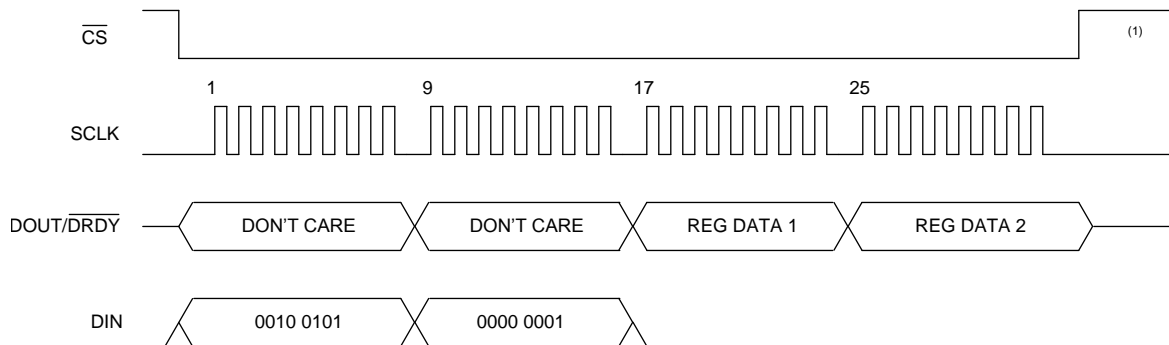 CS
(1)
1 9 17 25
SCLK
DOUT/DRDY DON'T CARE DON'T CARE REG DATA 1 REG DATA 2
DIN 0010 0101 0000 0001